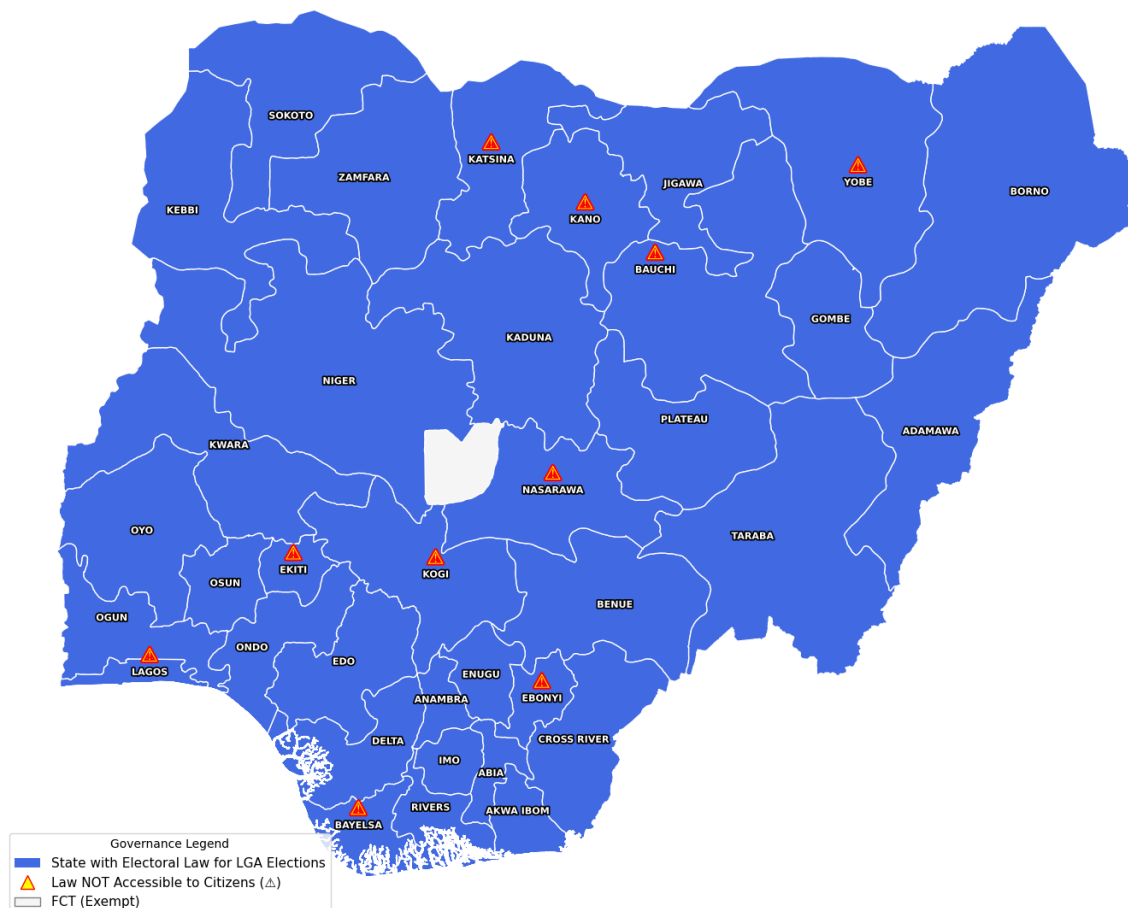 SOKOTO
KATSINA
ZAMFARA
JIGAWA
YOBE
BORNO
KEBBI
KANO
BAUCHI
GOMBE
KADUNA
NIGER
PLATEAU
ADAMAWA
KWARA
NASARAWA
OYO
TARABA
EKITI
KOGI
OSUN
BENUE
OGUN
ONDO
EDO
LAGOS
ENUGU
EBONYI
ANAMBRA
DELTA
CROSS RIVER
IMO
ABIA
RIVERS
AKWA IBOM
BAYELSA
Governance Legend
State with Electoral Law for LGA Elections
Law NOT Accessible to Citizens (⚠)
FCT (Exempt)